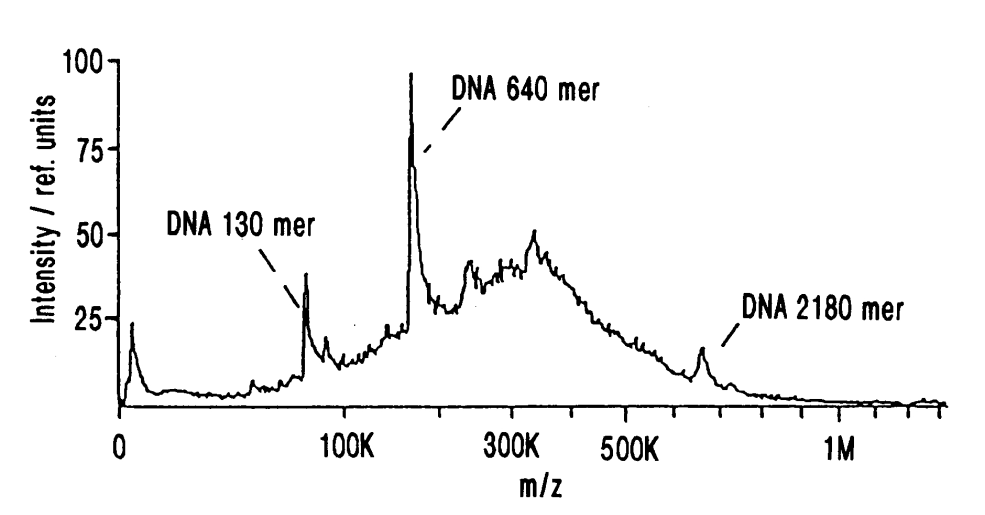 100
DNA 640 mer
75
DNA 130 mer
50
DNA 2180 mer
25
Intensity / ref. units
0 100K 300K 500K 1M
m/z